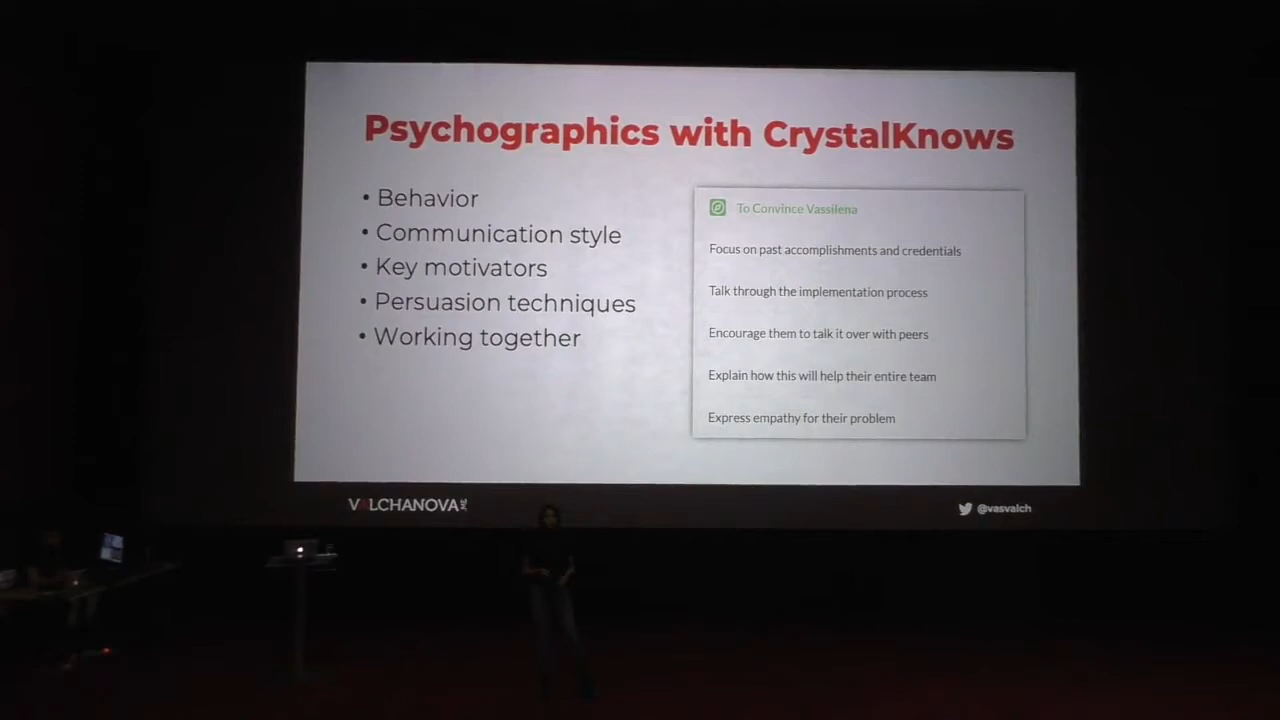 Psychographics with CrystalKnows
• Behavior
• Communication style
• Key motivators
• Persuasion techniques
• Working together
To Convince Vassilena
Focus on past accomplishments and credentials
Talk through the implementation process
Encourage them to talk it over with peers
Explain how this will help their entire team
Express empathy for their problem
VALCHANOVA
@vasvalch